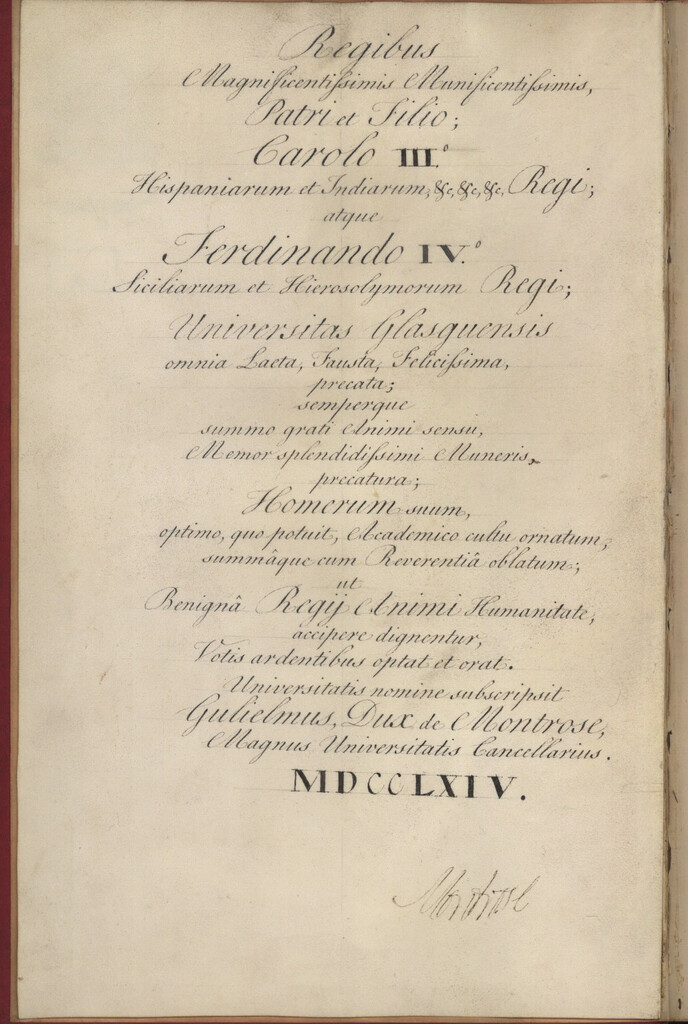 Regibus
Magnificentissimis Munificentissimis,
Patri et Filio;
Carolo III.º
Hispaniarum et Indiarum, &c, &c, &c, Regi;
atque
Ferdinando IV.º
Siciliarum et Hierosolymorum Regi;
Universitas Glasguensis
omnia Laeta, Fausta, Felicissima,
precata;
semperque
summo grati Animi sensu,
Memor splendidissimi Muneris,
precatura;
Homerum suum,
optimo, quo potuit, Academico cultu ornatum,
summâque cum Reverentiâ oblatum;
ut
Benignâ Regij Animi Humanitate,
accipere dignentur,
Votis ardentibus optat et orat.
Universitatis nomine subscripsit
Gulielmus, Dux de Montrose,
Magnus Universitatis Cancellarius.
MDCCLXIV.
Montrose